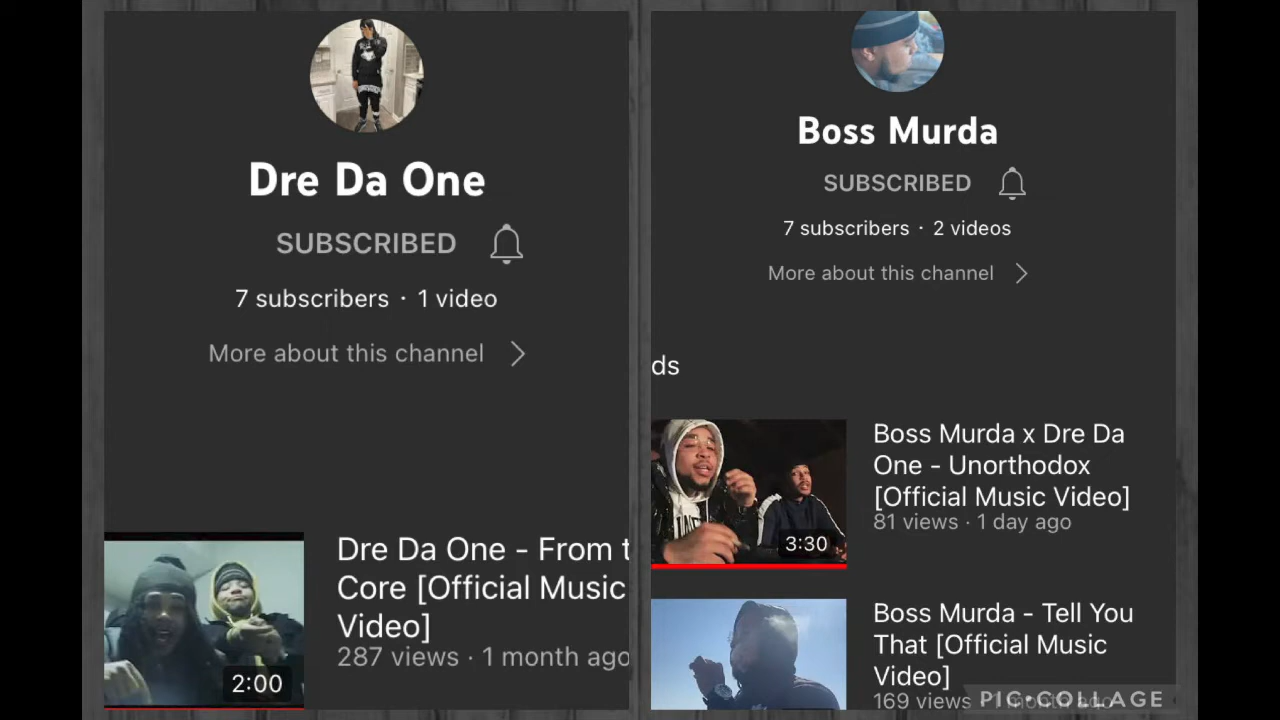 Dre Da One
SUBSCRIBED
7 subscribers · 1 video
More about this channel
2:00
Dre Da One - From t
Core [Official Music
Video]
287 views · 1 month ago
Boss Murda
SUBSCRIBED
7 subscribers · 2 videos
More about this channel
ds
3:30
Boss Murda x Dre Da
One - Unorthodox
[Official Music Video]
81 views · 1 day ago
Boss Murda - Tell You
That [Official Music
Video]
169 views · 1 month ago
PIC•COLLAGE